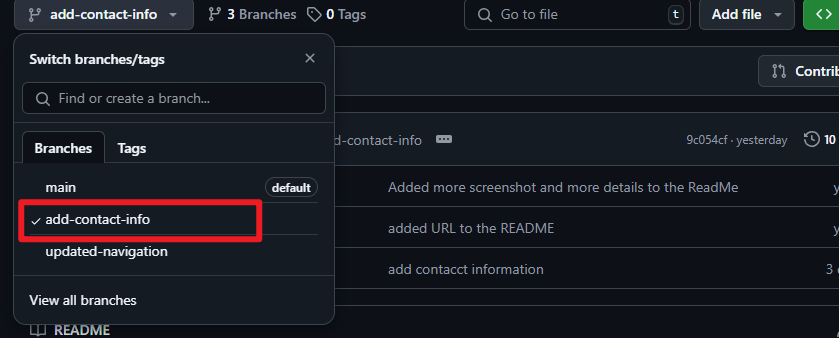 add-contact-info 3 Branches 0 Tags Go to file t Add file
Switch branches/tags
Contrib
Find or create a branch...
Branches Tags
d-contact-info 9c054cf · yesterday 10
main default
Added more screenshot and more details to the ReadMe y
add-contact-info
added URL to the README y
updated-navigation
add contacct information 3
View all branches
README